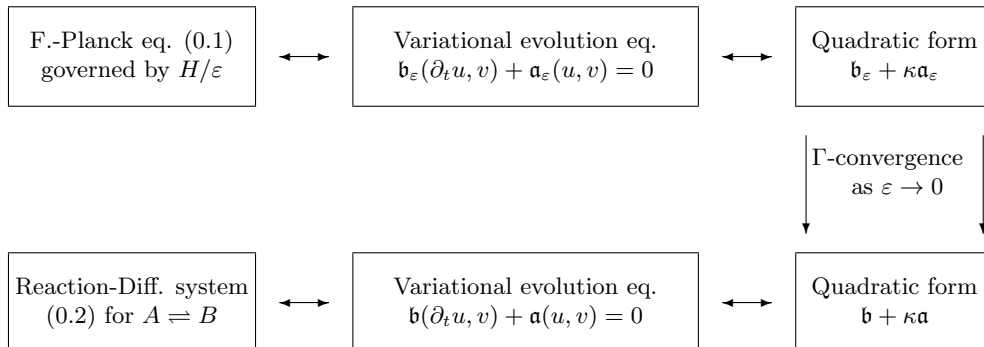 F.-Planck eq. (0.1)
governed by H/ε
Variational evolution eq.
𝔟_ε(∂_t u, v) + 𝔞_ε(u, v) = 0
Quadratic form
𝔟_ε + κ𝔞_ε
Γ-convergence
as ε → 0
Reaction-Diff. system
(0.2) for A ⇌ B
Variational evolution eq.
𝔟(∂_t u, v) + 𝔞(u, v) = 0
Quadratic form
𝔟 + κ𝔞